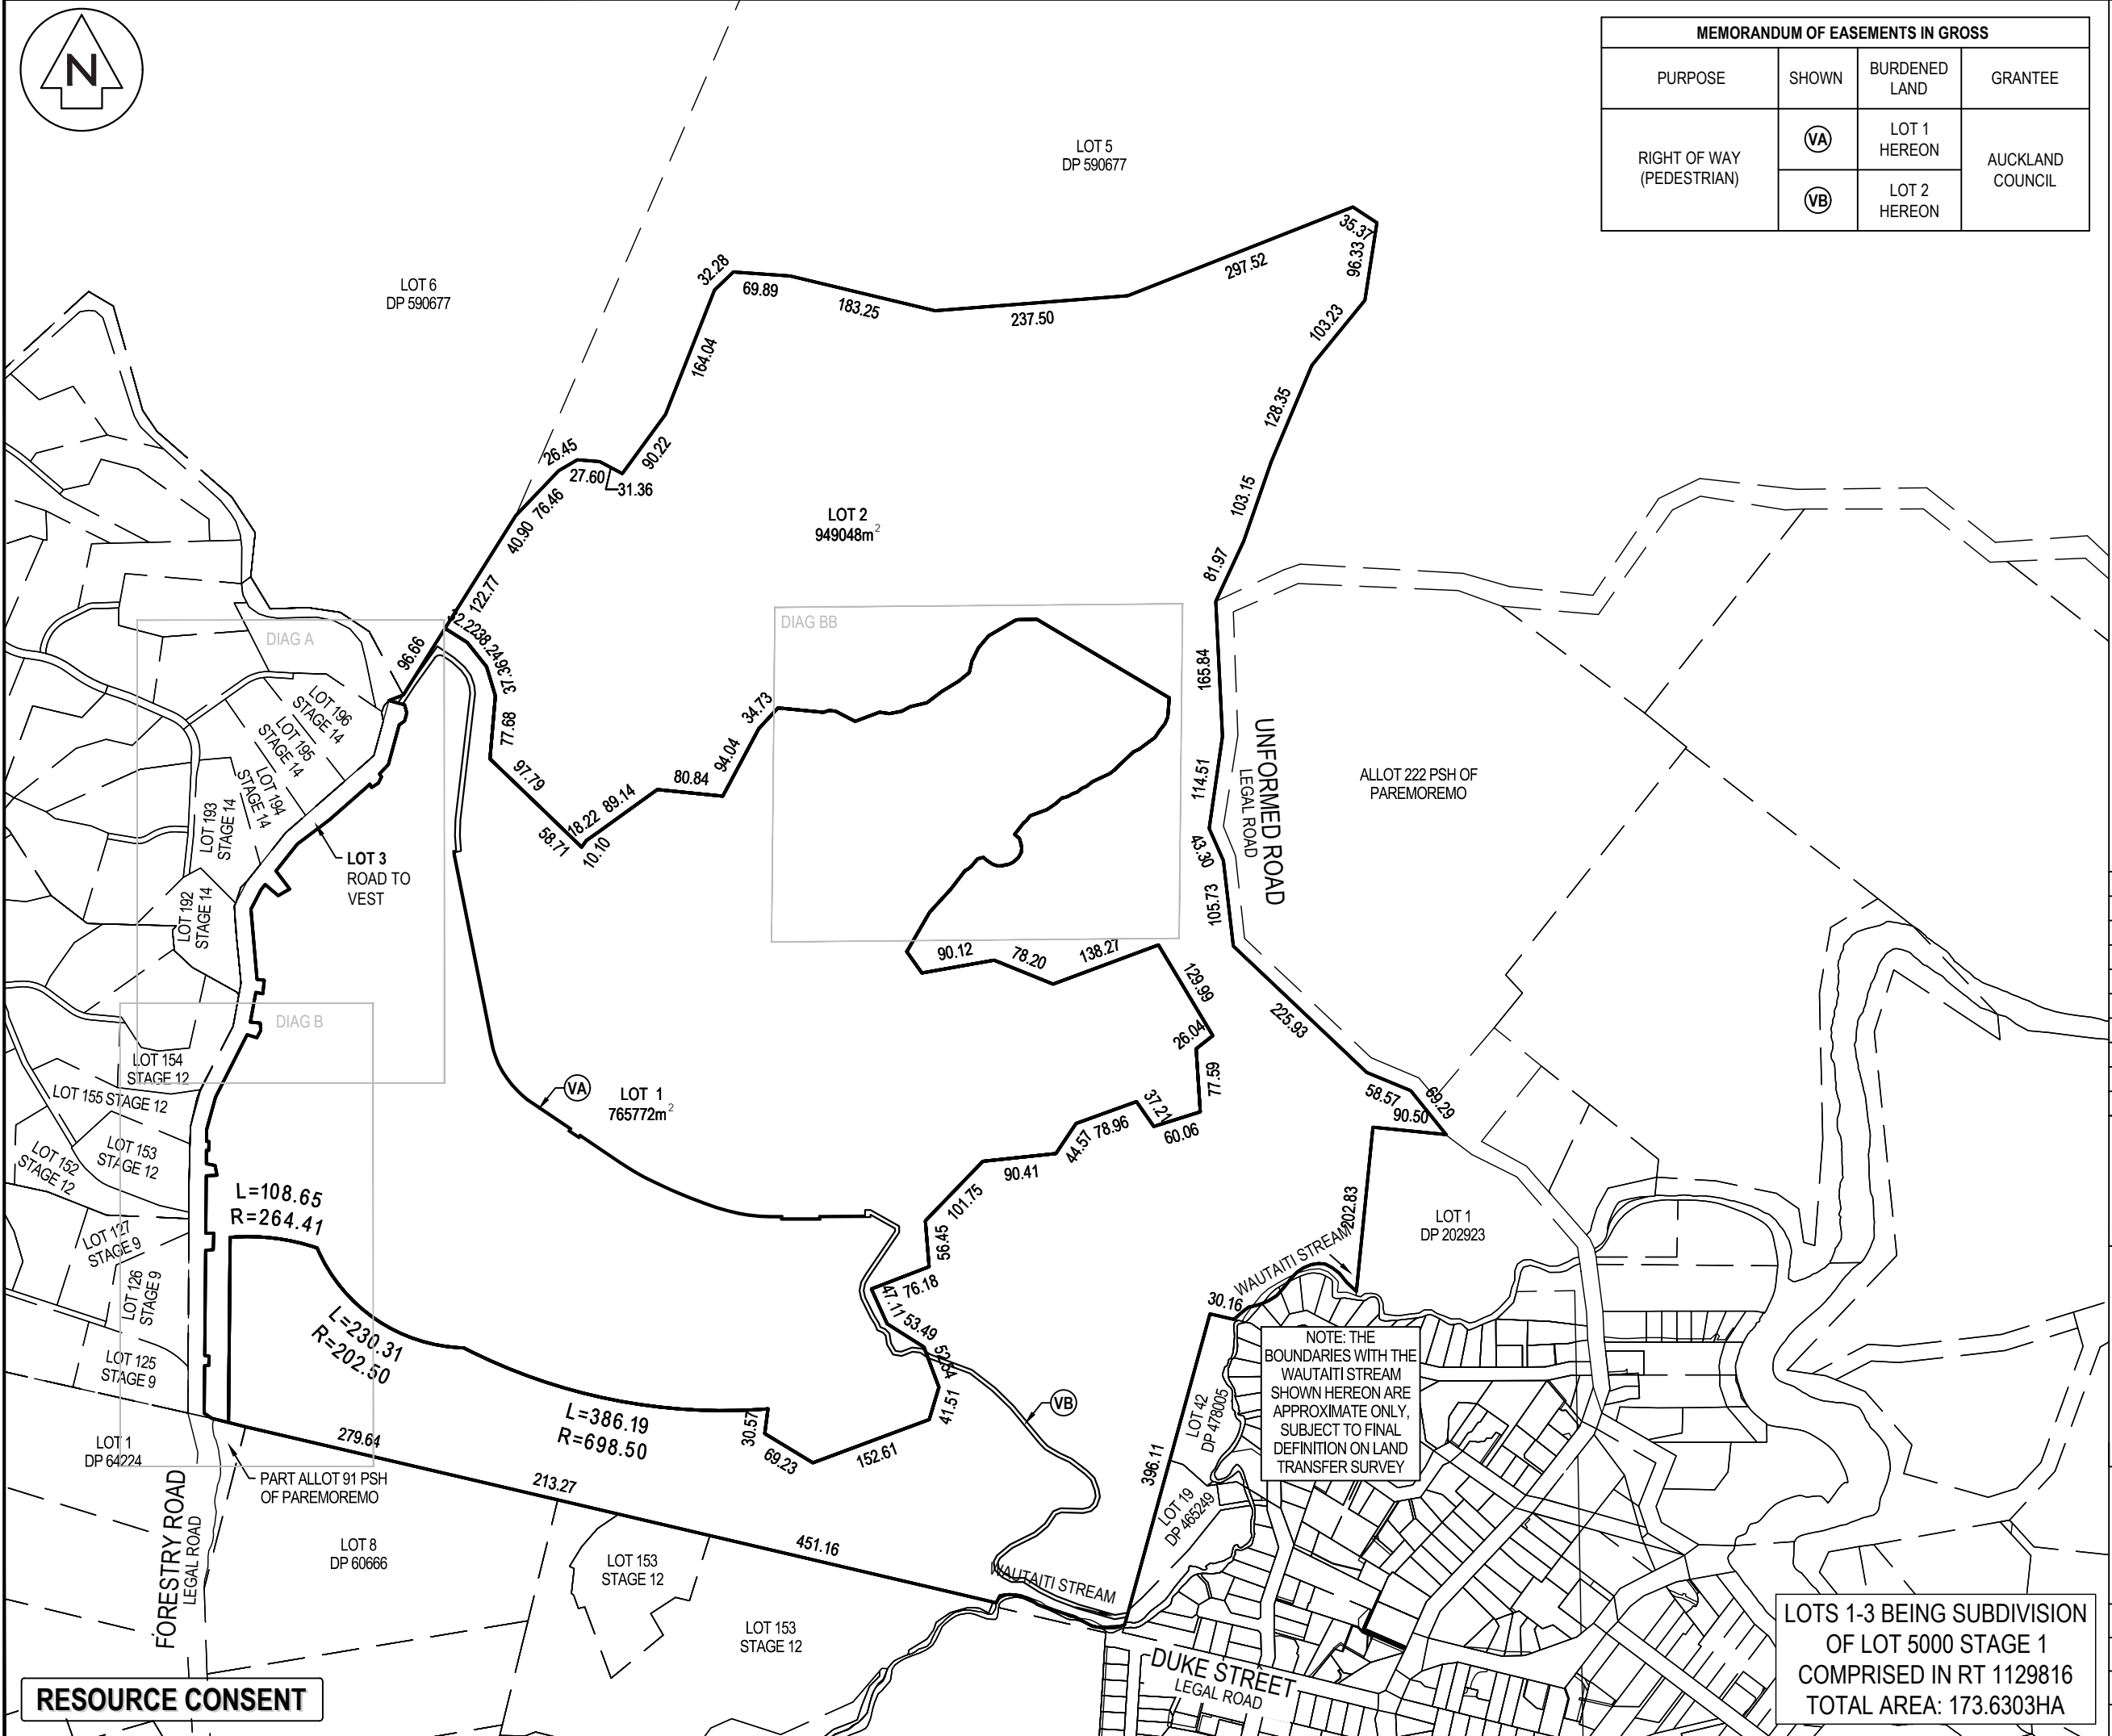 N
MEMORANDUM OF EASEMENTS IN GROSS
PURPOSE
SHOWN
BURDENED
LAND
GRANTEE
RIGHT OF WAY
(PEDESTRIAN)
VA
LOT 1
HEREON
VB
LOT 2
HEREON
AUCKLAND
COUNCIL
LOT 5
DP 590677
LOT 6
DP 590677
35.37
96.33
297.52
32.28
69.89
183.25
237.50
103.23
164.04
128.35
26.45
27.60
31.36
90.22
76.46
40.90
103.15
LOT 2
949048m²
81.97
122.77
12.22
38.24
37.36
96.66
DIAG A
DIAG BB
77.68
34.73
165.84
LOT 196
STAGE 14
LOT 195
STAGE 14
LOT 194
STAGE 14
LOT 193
STAGE 14
LOT 192
STAGE 14
97.79
80.84
94.04
18.22
89.14
58.71
10.10
114.51
UNFORMED ROAD
LEGAL ROAD
ALLOT 222 PSH OF
PAREMOREMO
43.30
LOT 3
ROAD TO
VEST
105.73
90.12
78.20
138.27
129.99
26.04
225.93
DIAG B
LOT 154
STAGE 12
LOT 155 STAGE 12
LOT 153
STAGE 12
LOT 152
STAGE 12
VA
LOT 1
765772m²
77.59
37.21
58.57
69.29
90.50
44.57
78.96
60.06
90.41
L=108.65
R=264.41
101.75
202.83
LOT 1
DP 202923
LOT 127
STAGE 9
LOT 126
STAGE 9
56.45
WAUTAITI STREAM
76.18
47.11
53.49
30.16
52.54
L=230.31
R=202.50
LOT 125
STAGE 9
NOTE: THE
BOUNDARIES WITH THE
WAUTAITI STREAM
SHOWN HEREON ARE
APPROXIMATE ONLY,
SUBJECT TO FINAL
DEFINITION ON LAND
TRANSFER SURVEY
41.51
VB
LOT 42
DP 478005
L=386.19
R=698.50
30.57
69.23
152.61
LOT 1
DP 64224
279.64
396.11
PART ALLOT 91 PSH
OF PAREMOREMO
213.27
LOT 19
DP 465249
FORESTRY ROAD
LEGAL ROAD
LOT 8
DP 60666
LOT 153
STAGE 12
451.16
WAUTAITI STREAM
LOT 153
STAGE 12
DUKE STREET
LEGAL ROAD
RESOURCE CONSENT
LOTS 1-3 BEING SUBDIVISION
OF LOT 5000 STAGE 1
COMPRISED IN RT 1129816
TOTAL AREA: 173.6303HA